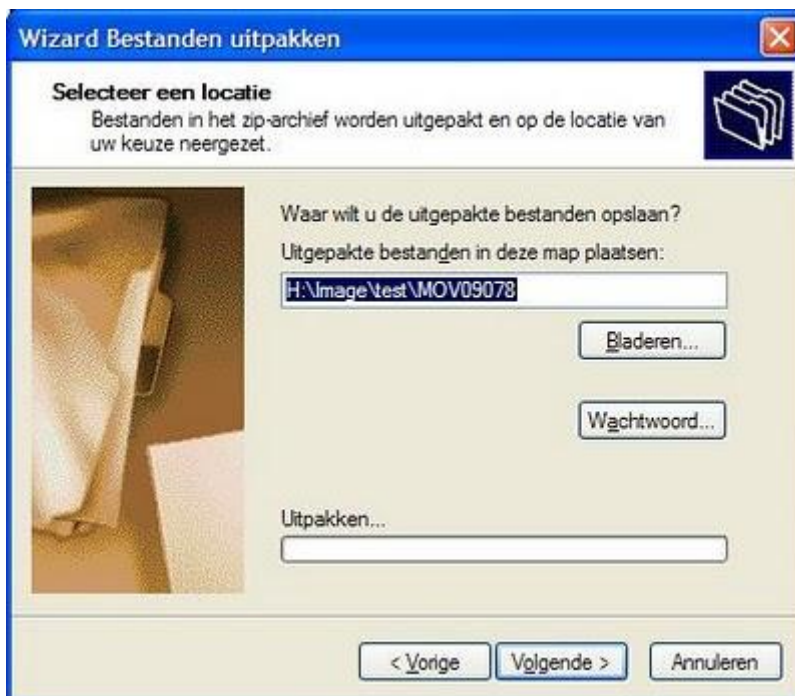 Wizard Bestanden uitpakken
Selecteer een locatie
Bestanden in het zip-archief worden uitgepakt en op de locatie van
uw keuze neergezet.
Waar wilt u de uitgepakte bestanden opslaan?
Uitgepakte bestanden in deze map plaatsen:
H:\Image\test\MOV09078
Bladeren...
Wachtwoord...
Uitpakken...
< Vorige
Volgende >
Annuleren